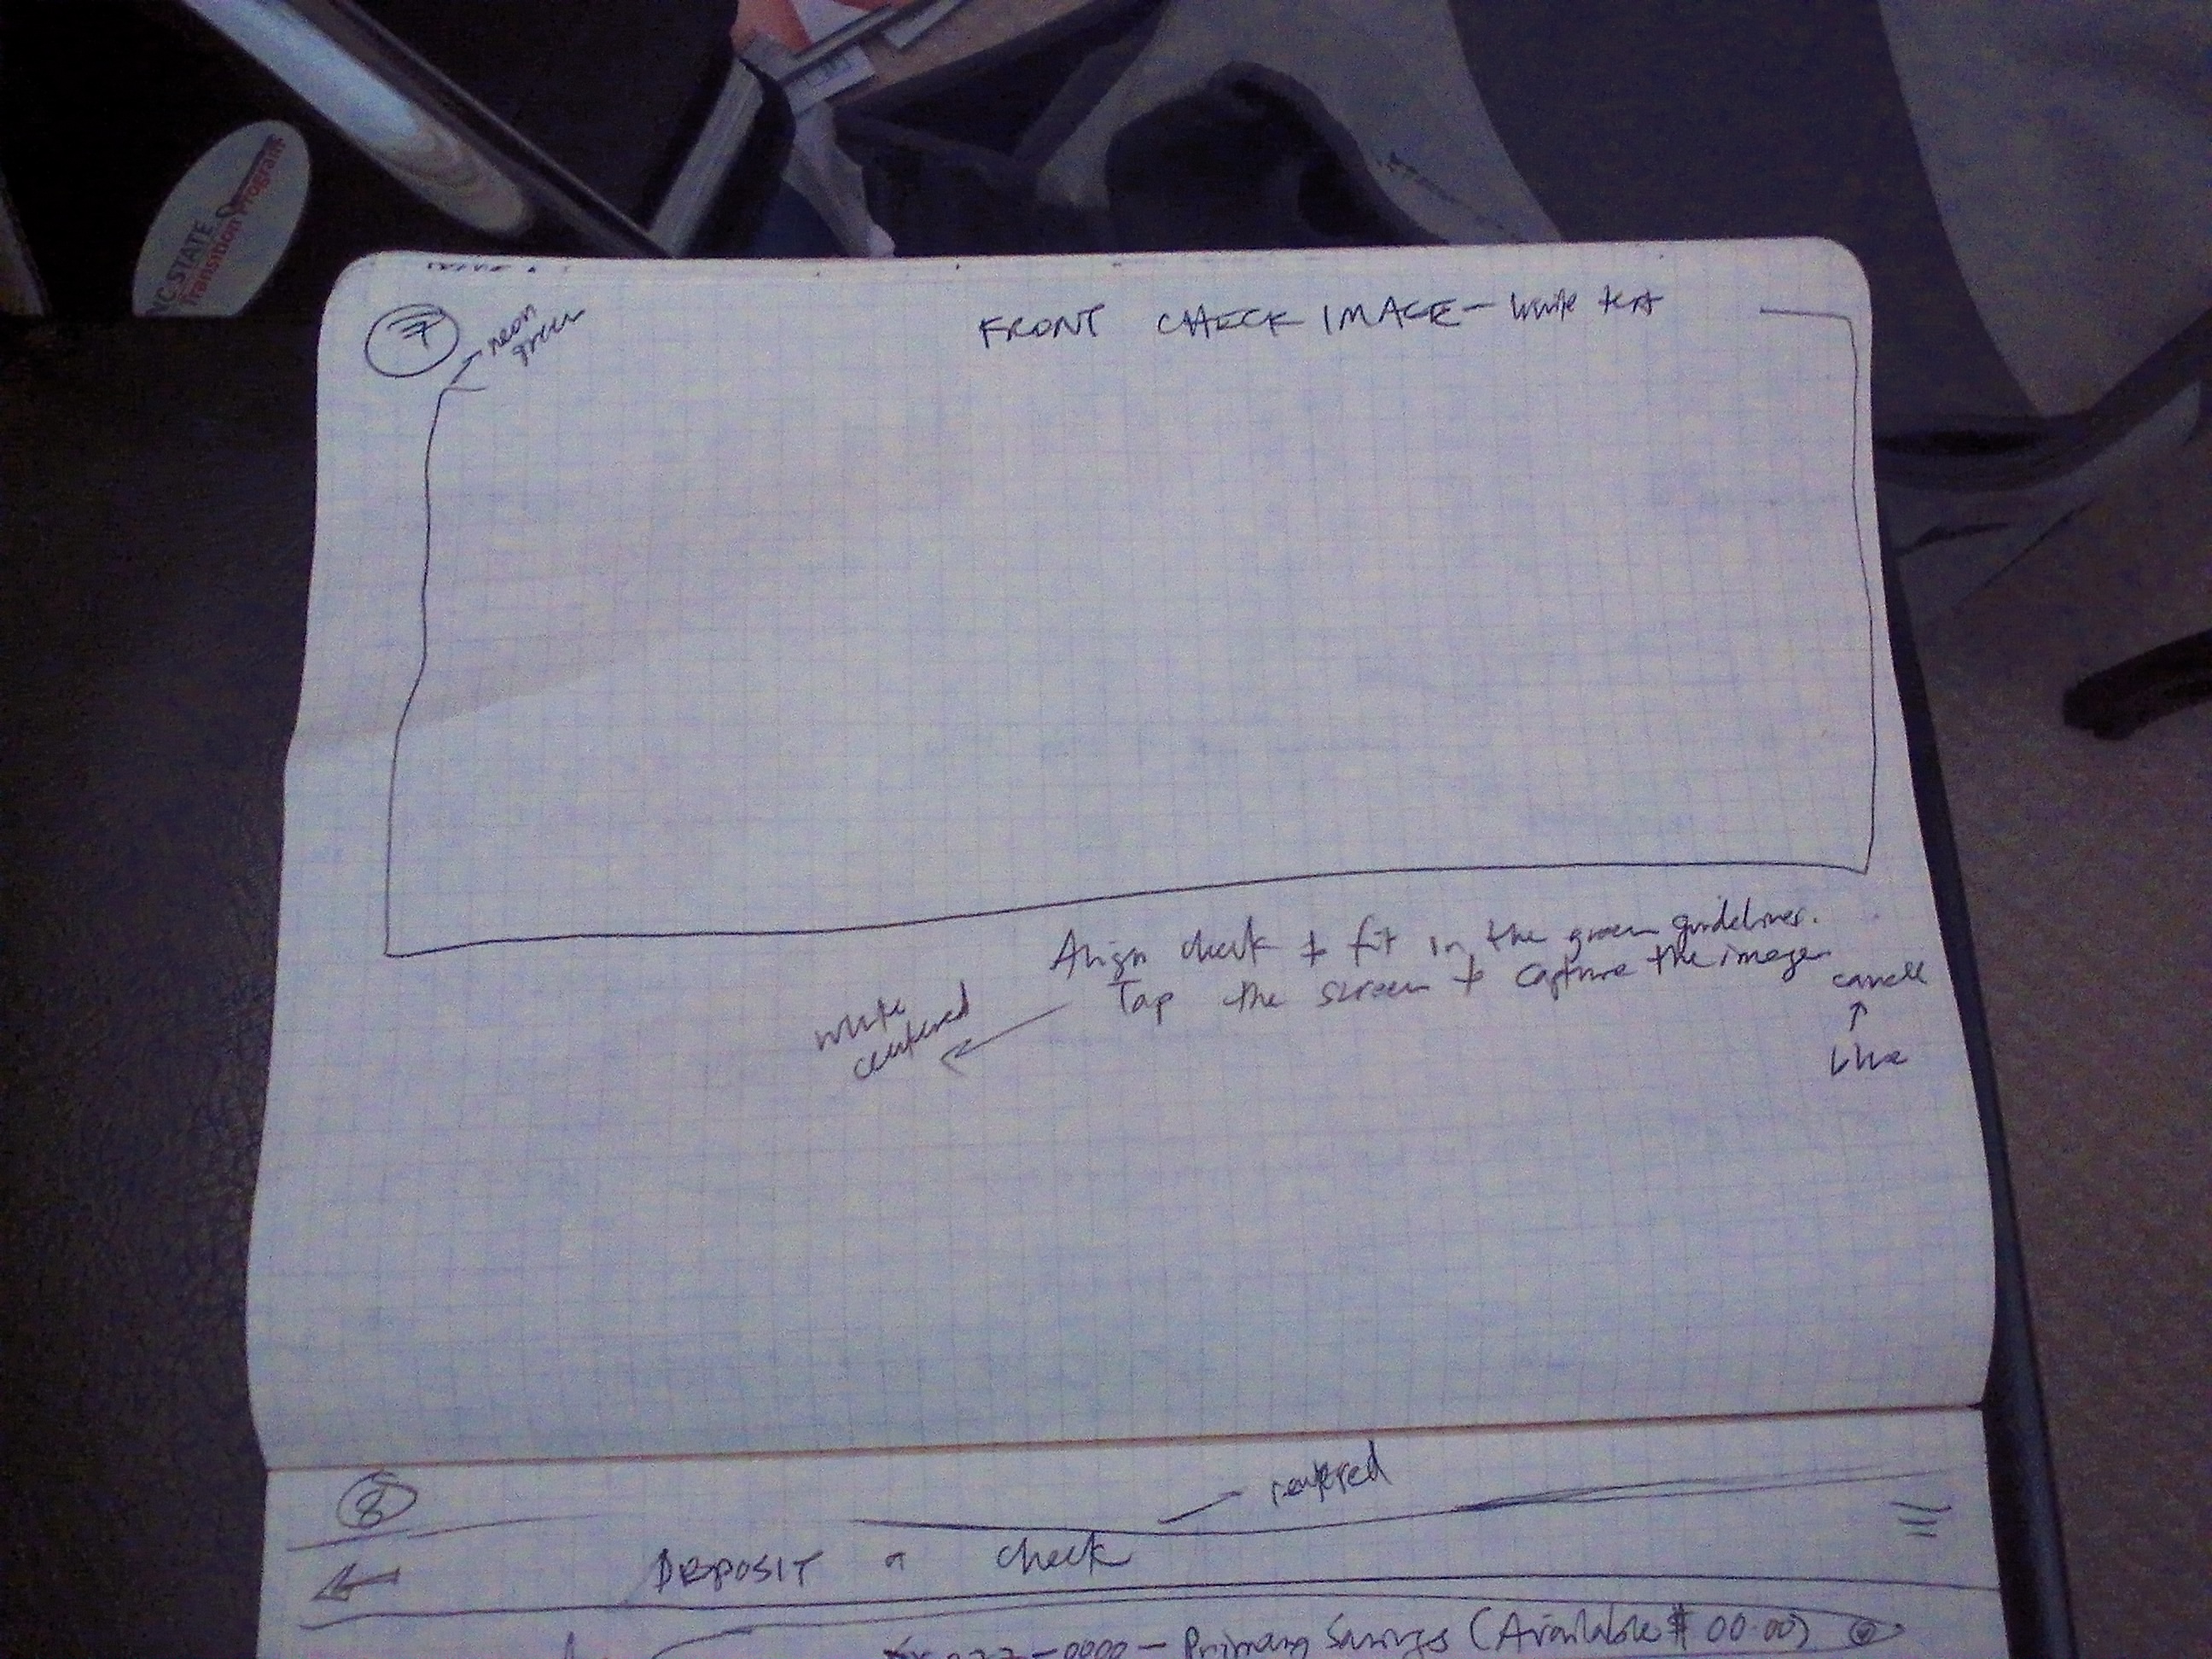 NC STATE
Transition Program
7
neon
green
FRONT CHECK IMAGE - white text
Align check to fit in the green guidelines.
Tap the screen to capture the image
cancel
blue
white
centered
8
centered
DEPOSIT a check
- 0000 - Primary Savings (Available $ 00.00)